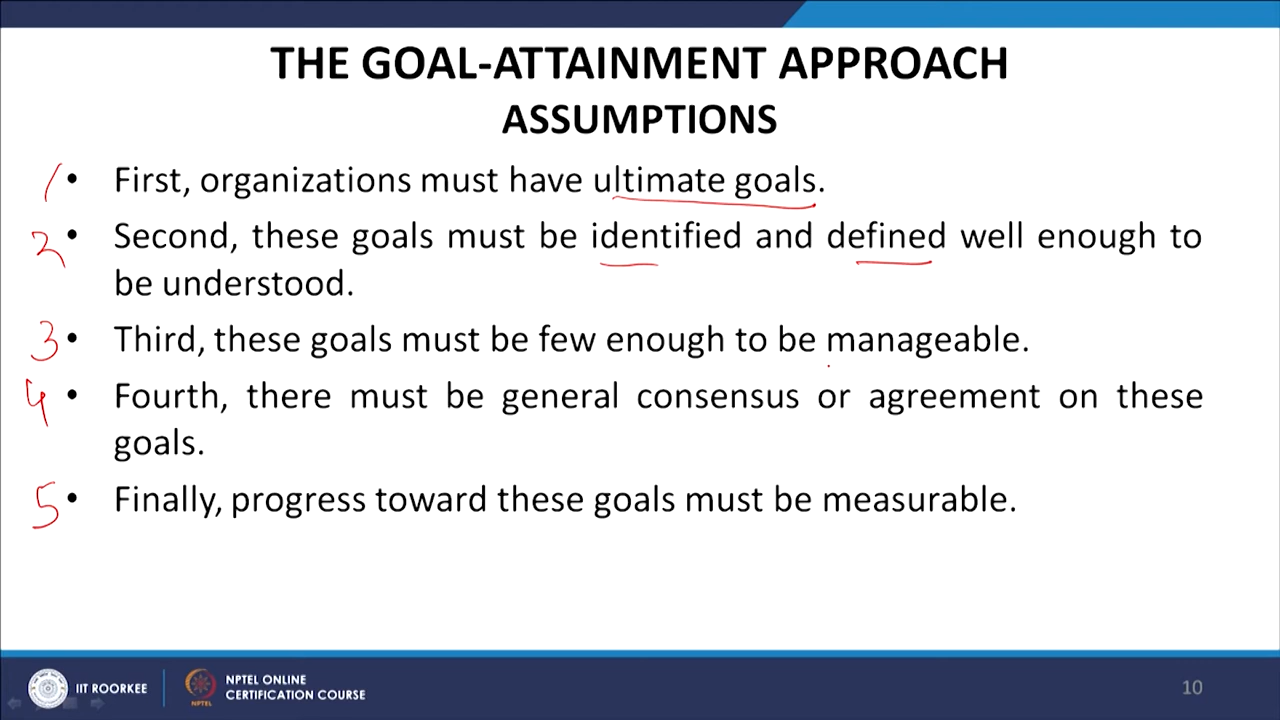 THE GOAL-ATTAINMENT APPROACH
ASSUMPTIONS
1 • First, organizations must have ultimate goals.
2 • Second, these goals must be identified and defined well enough to
be understood.
3 • Third, these goals must be few enough to be manageable.
4 • Fourth, there must be general consensus or agreement on these
goals.
5 • Finally, progress toward these goals must be measurable.
IIT ROORKEE
NPTEL
NPTEL ONLINE
CERTIFICATION COURSE
10